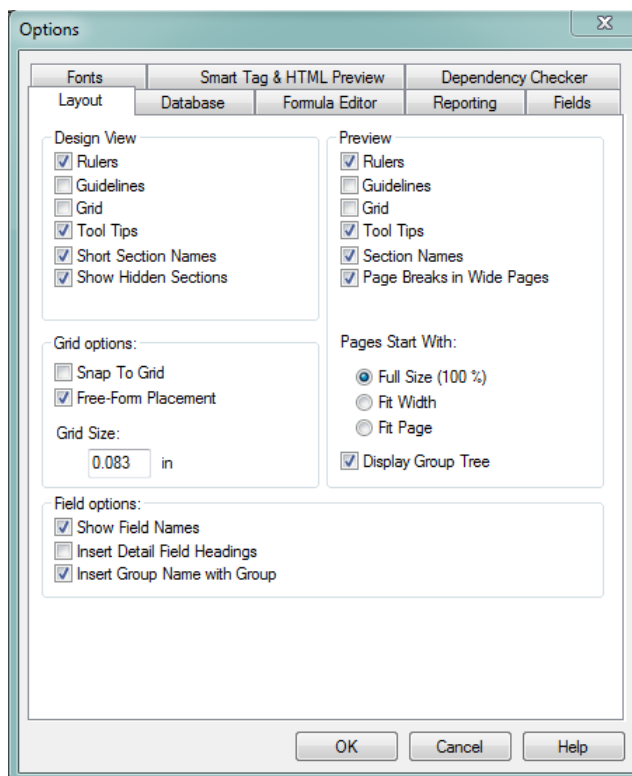 Options
Fonts
Smart Tag & HTML Preview
Dependency Checker
Layout
Database
Formula Editor
Reporting
Fields
Design View
Rulers
Guidelines
Grid
Tool Tips
Short Section Names
Show Hidden Sections
Preview
Rulers
Guidelines
Grid
Tool Tips
Section Names
Page Breaks in Wide Pages
Grid options:
Snap To Grid
Free-Form Placement
Grid Size:
0.083 in
Pages Start With:
Full Size (100 %)
Fit Width
Fit Page
Display Group Tree
Field options:
Show Field Names
Insert Detail Field Headings
Insert Group Name with Group
OK
Cancel
Help